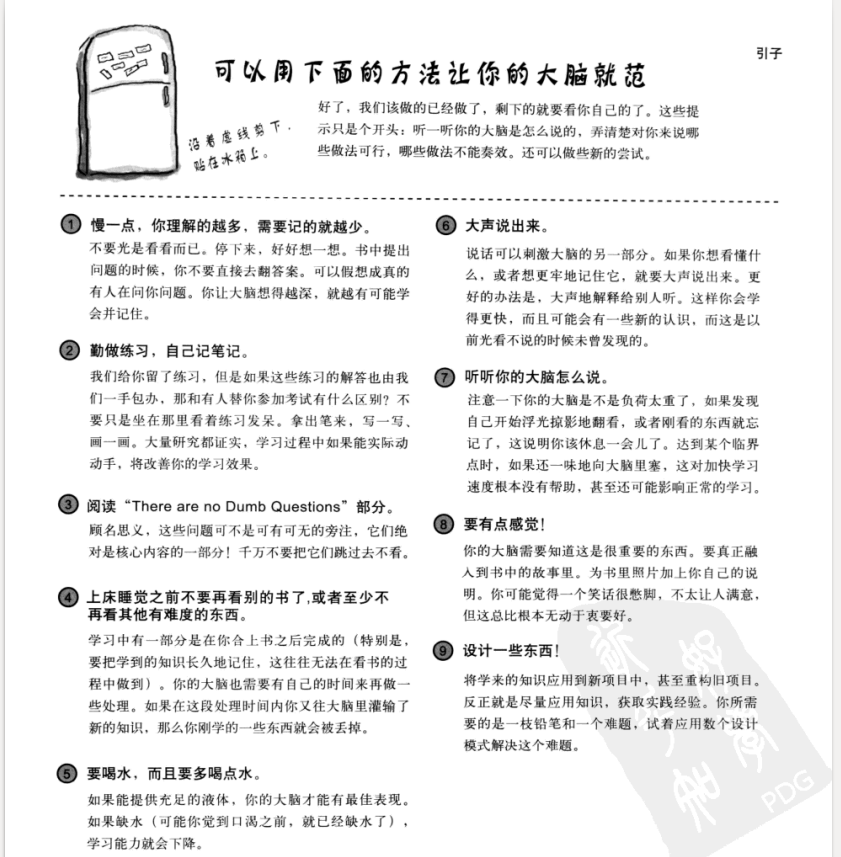 引子
可以用下面的方法让你的大脑就范
好了，我们该做的已经做了，剩下的就要看你自己的了。这些提
示只是个开头：听一听你的大脑是怎么说的，弄清楚对你来说哪
些做法可行，哪些做法不能奏效。还可以做些新的尝试。
沿着虚线剪下，
贴在冰箱上。
1 慢一点，你理解的越多，需要记的就越少。
不要光是看看而已。停下来，好好想一想。书中提出
问题的时候，你不要直接去翻答案。可以假想成真的
有人在问你问题。你让大脑想得越深，就越有可能学
会并记住。
2 勤做练习，自己记笔记。
我们给你留了练习，但是如果这些练习的解答也由我
们一手包办，那和有人替你参加考试有什么区别？不
要只是坐在那里看着练习发呆。拿出笔来，写一写、
画一画。大量研究都证实，学习过程中如果能实际动
动手，将改善你的学习效果。
3 阅读“There are no Dumb Questions”部分。
顾名思义，这些问题可不是可有可无的旁注，它们绝
对是核心内容的一部分！千万不要把它们跳过去不看。
4 上床睡觉之前不要再看别的书了,或者至少不
再看其他有难度的东西。
学习中有一部分是在你合上书之后完成的（特别是，
要把学到的知识长久地记住，这往往无法在看书的过
程中做到）。你的大脑也需要有自己的时间来再做一
些处理。如果在这段处理时间内你又往大脑里灌输了
新的知识，那么你刚学的一些东西就会被丢掉。
5 要喝水，而且要多喝点水。
如果能提供充足的液体，你的大脑才能有最佳表现。
如果缺水（可能你觉到口渴之前，就已经缺水了），
学习能力就会下降。
6 大声说出来。
说话可以刺激大脑的另一部分。如果你想看懂什
么，或者想更牢地记住它，就要大声说出来。更
好的办法是，大声地解释给别人听。这样你会学
得更快，而且可能会有一些新的认识，而这是以
前光看不说的时候未曾发现的。
7 听听你的大脑怎么说。
注意一下你的大脑是不是负荷太重了，如果发现
自己开始浮光掠影地翻看，或者刚看的东西就忘
记了，这说明你该休息一会儿了。达到某个临界
点时，如果还一味地向大脑里塞，这对加快学习
速度根本没有帮助，甚至还可能影响正常的学习。
8 要有点感觉！
你的大脑需要知道这是很重要的东西。要真正融
入到书中的故事里。为书里照片加上你自己的说
明。你可能觉得一个笑话很憋脚，不太让人满意，
但这总比根本无动于衷要好。
9 设计一些东西！
将学来的知识应用到新项目中，甚至重构旧项目。
反正就是尽量应用知识，获取实践经验。你所需
要的是一枝铅笔和一个难题，试着应用数个设计
模式解决这个难题。
PDG